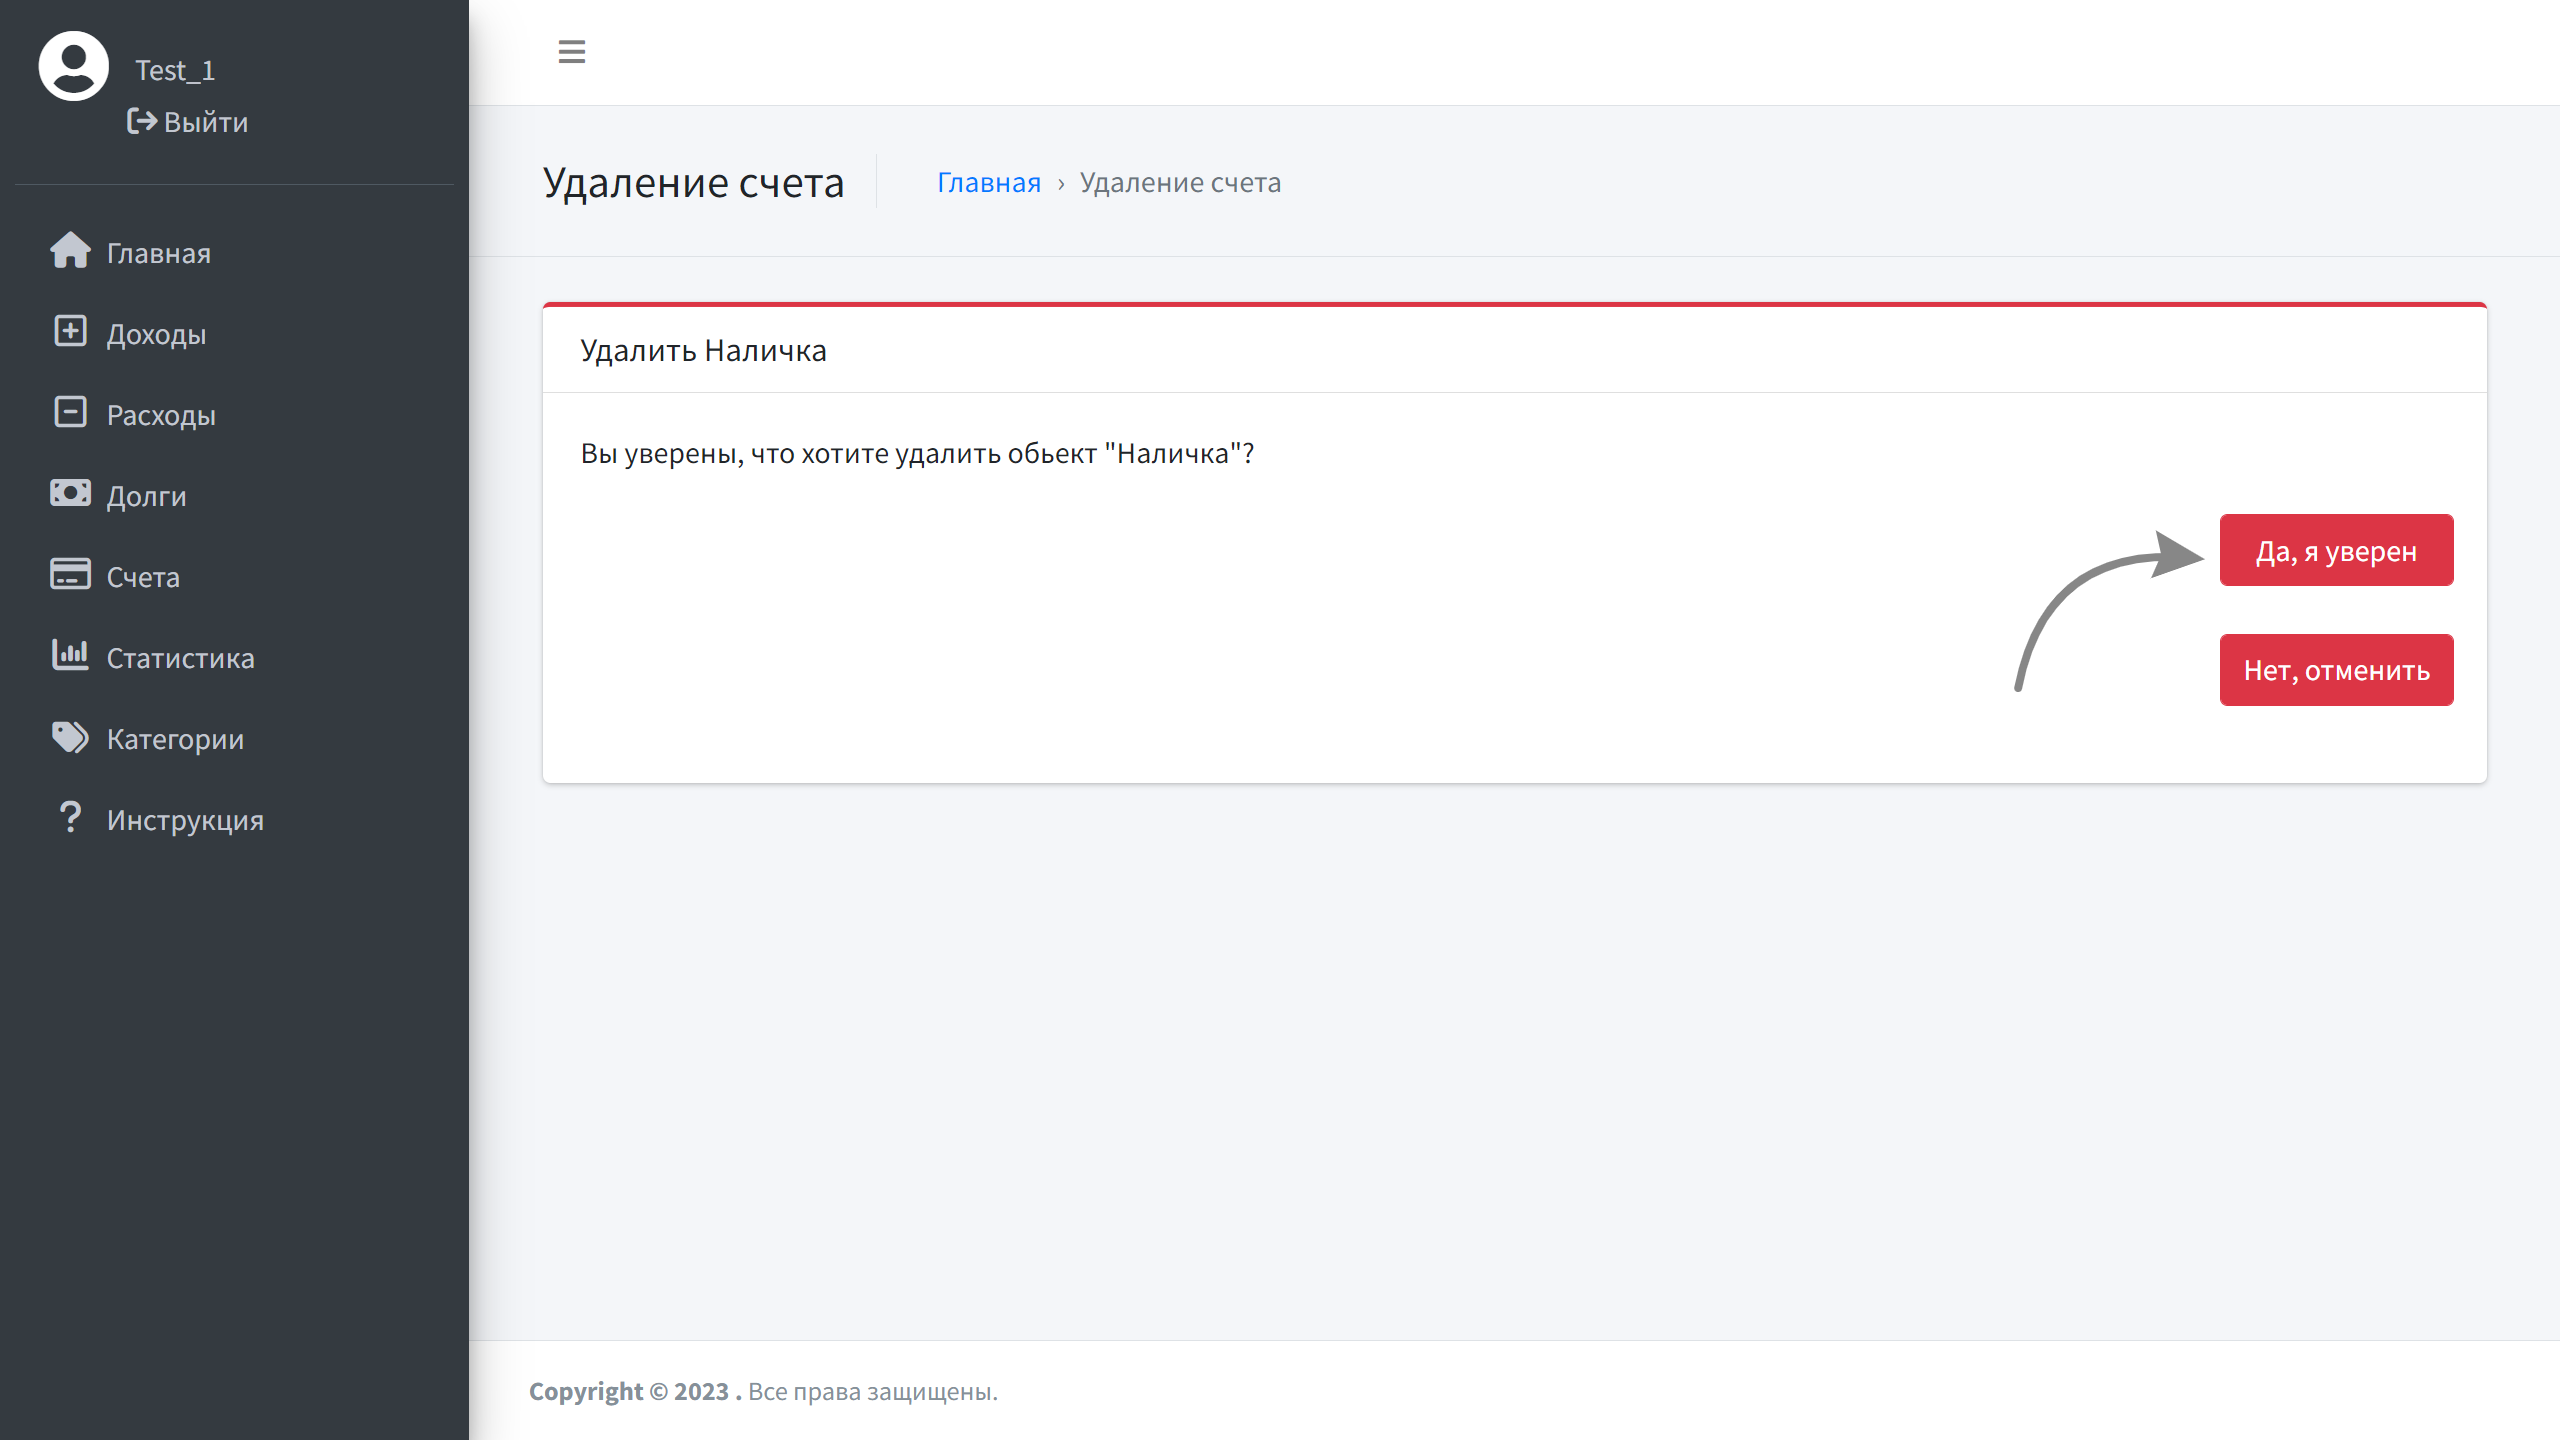 Test_1
Выйти
Главная
Доходы
Расходы
Долги
Счета
Статистика
Категории
Инструкция
Удаление счета
Главная › Удаление счета
Удалить Наличка
Вы уверены, что хотите удалить обьект "Наличка"?
Да, я уверен
Нет, отменить
Copyright © 2023 . Все права защищены.